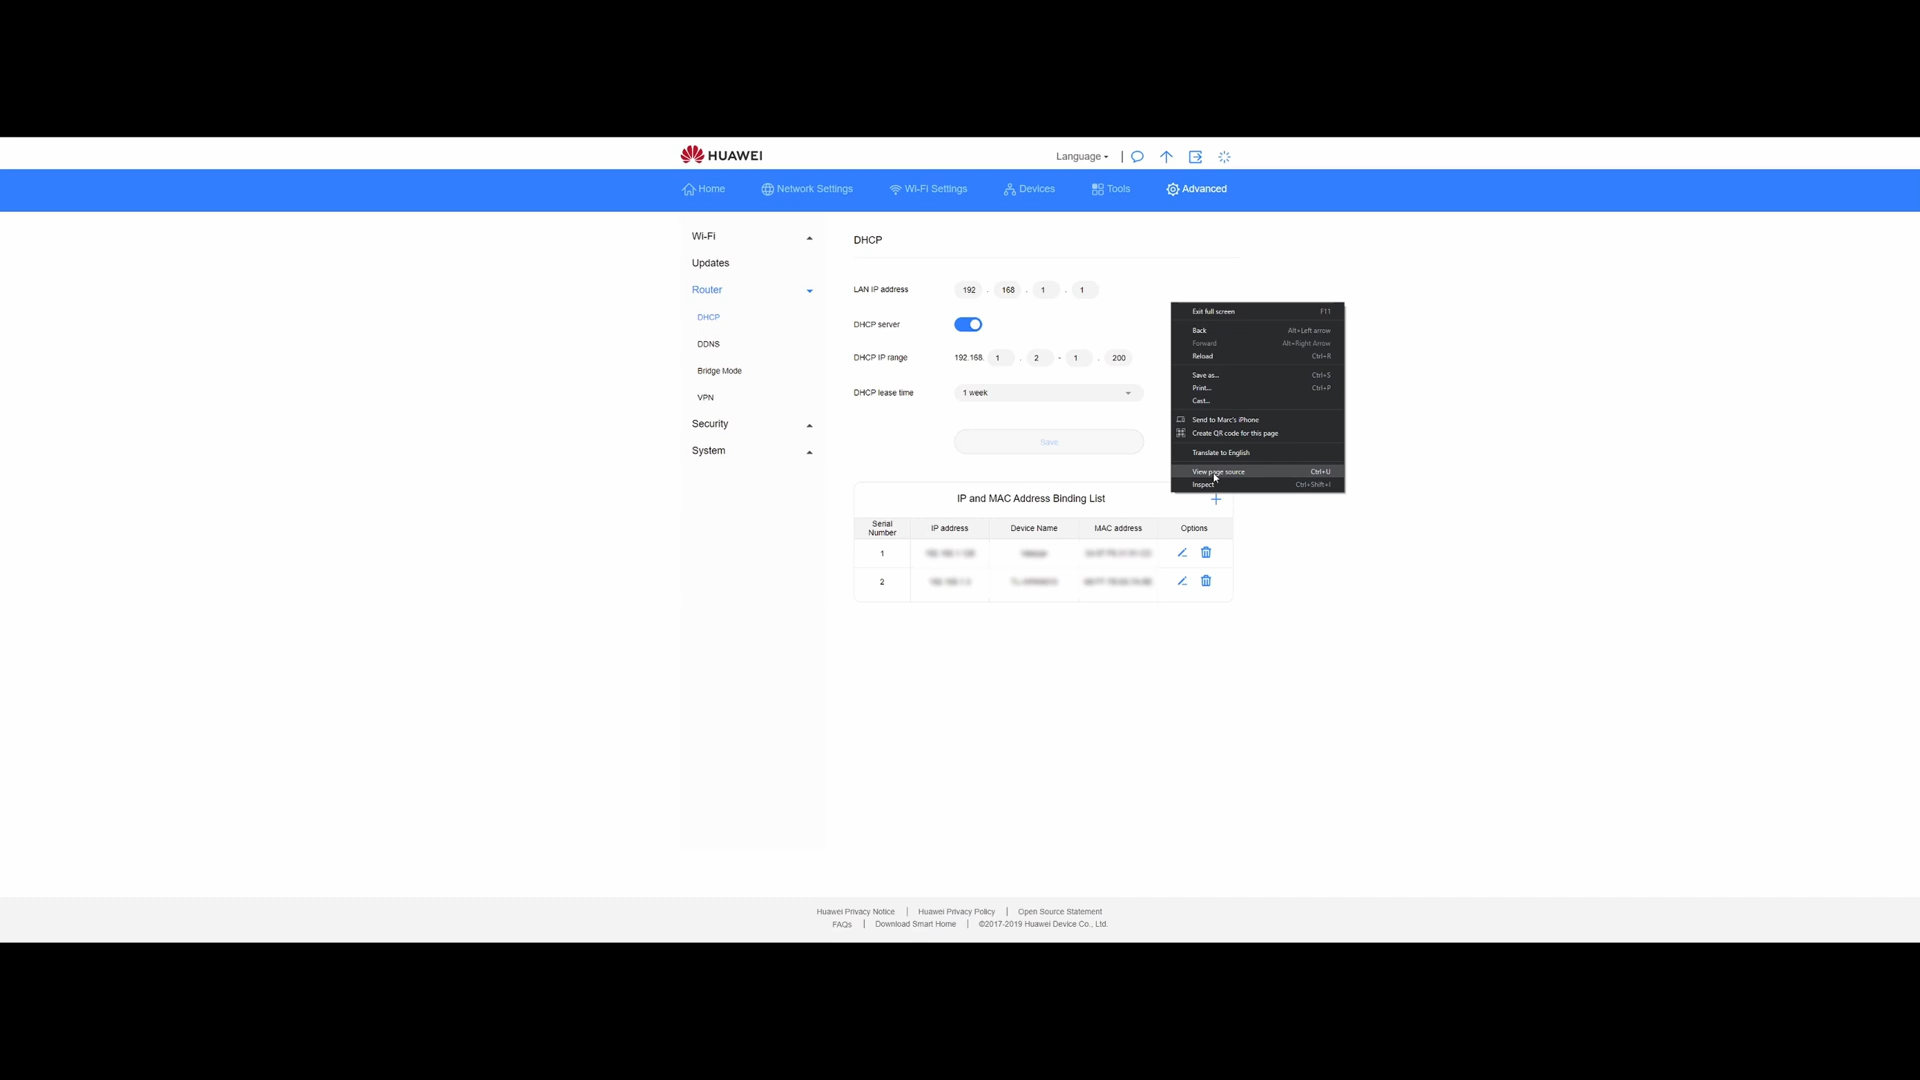 HUAWEI
Language
Home Network Settings Wi-Fi Settings Devices Tools Advanced
Wi-Fi
Updates
Router
DHCP
DDNS
Bridge Mode
VPN
Security
System
DHCP
LAN IP address 192 . 168 . 1 . 1
DHCP server
DHCP IP range 192.168. 1 . 2 - 1 . 200
DHCP lease time 1 week
Save
Exit full screen F11
Back Alt+Left arrow
Forward Alt+Right Arrow
Reload Ctrl+R
Save as... Ctrl+S
Print... Ctrl+P
Cast...
Send to Marc's iPhone
Create QR code for this page
Translate to English
View page source Ctrl+U
Inspect Ctrl+Shift+I
IP and MAC Address Binding List
Serial Number IP address Device Name MAC address Options
1
2
Huawei Privacy Notice | Huawei Privacy Policy | Open Source Statement
FAQs | Download Smart Home | ©2017-2019 Huawei Device Co., Ltd.